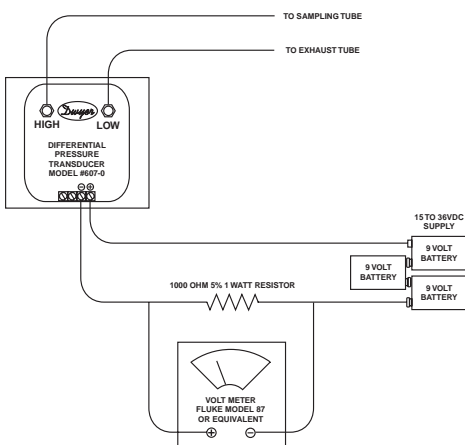 TO SAMPLING TUBE
TO EXHAUST TUBE
Dwyer
HIGH
LOW
DIFFERENTIAL
PRESSURE
TRANSDUCER
MODEL #607-0
− +
15 TO 36VDC
SUPPLY
9 VOLT
BATTERY
9 VOLT
BATTERY
9 VOLT
BATTERY
1000 OHM 5% 1 WATT RESISTOR
VOLT METER
FLUKE MODEL 87
OR EQUIVALENT
+ −